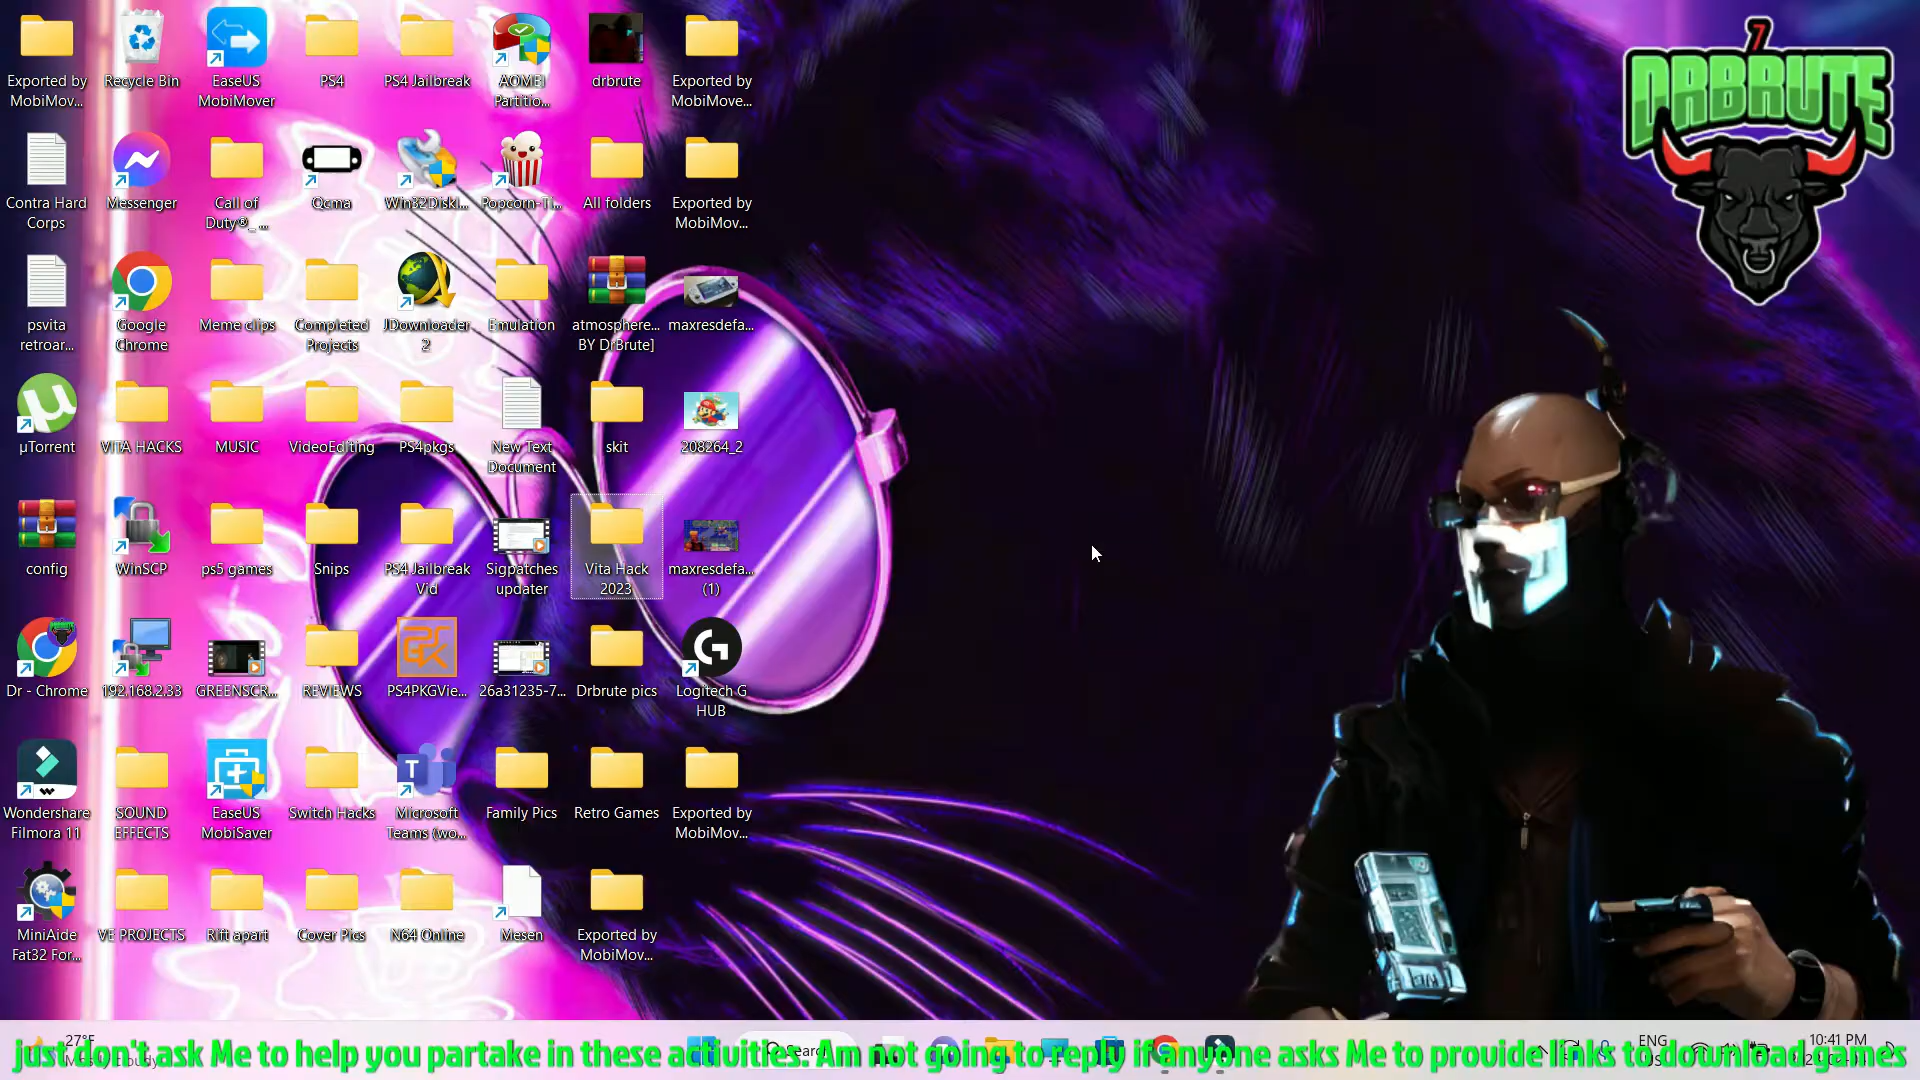 Exported by
MobiMov...
Recycle Bin
EaseUS
MobiMover
PS4
PS4 Jailbreak
AOMEI
Partitio...
drbrute
Exported by
MobiMove...
7
DRBRUTE
Contra Hard
Corps
Messenger
Call of
Duty®_ ...
Qcma
Win32DiskI...
Popcorn-Ti...
All folders
Exported by
MobiMov...
psvita
retroar...
Google
Chrome
Meme clips
Completed
Projects
JDownloader
2
Emulation
atmosphere...
BY DrBrute]
maxresdefa...
µTorrent
VITA HACKS
MUSIC
VideoEditing
PS4pkgs
New Text
Document
skit
208264_2
config
WinSCP
ps5 games
Snips
PS4 Jailbreak
Vid
Sigpatches
updater
Vita Hack
2023
maxresdefa...
(1)
Dr - Chrome
192.168.2.33
GREENSCR...
REVIEWS
PS4PKGVie...
26a31235-7...
Drbrute pics
Logitech G
HUB
Wondershare
Filmora 11
SOUND
EFFECTS
EaseUS
MobiSaver
Switch Hacks
Microsoft
Teams (wo...
Family Pics
Retro Games
Exported by
MobiMov...
MiniAide
Fat32 For...
VE PROJECTS
Rift apart
Cover Pics
N64 Online
Mesen
Exported by
MobiMov...
27°F
ENG
10:41 PM
just don't ask Me to help you partake in these activities. Am not going to reply if anyone asks Me to provide links to download games